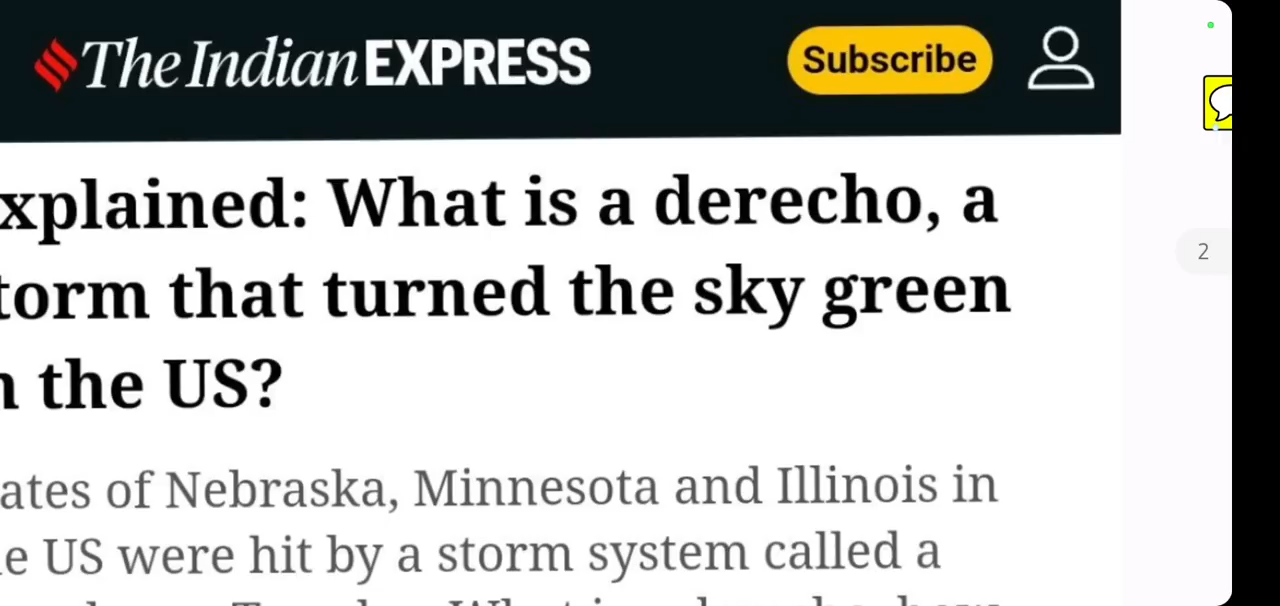 The Indian EXPRESS
Subscribe
xplained: What is a derecho, a
torm that turned the sky green
n the US?
ates of Nebraska, Minnesota and Illinois in
e US were hit by a storm system called a
2